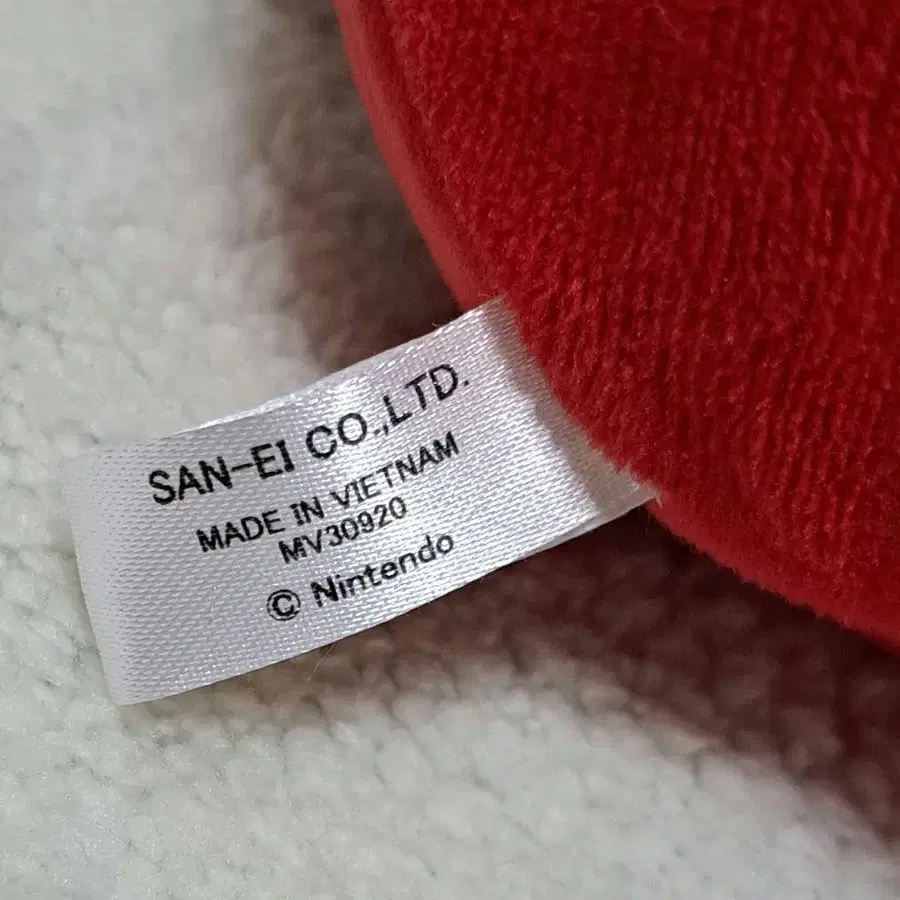 SAN-EI CO.,LTD.
MADE IN VIETNAM
MV30920
© Nintendo